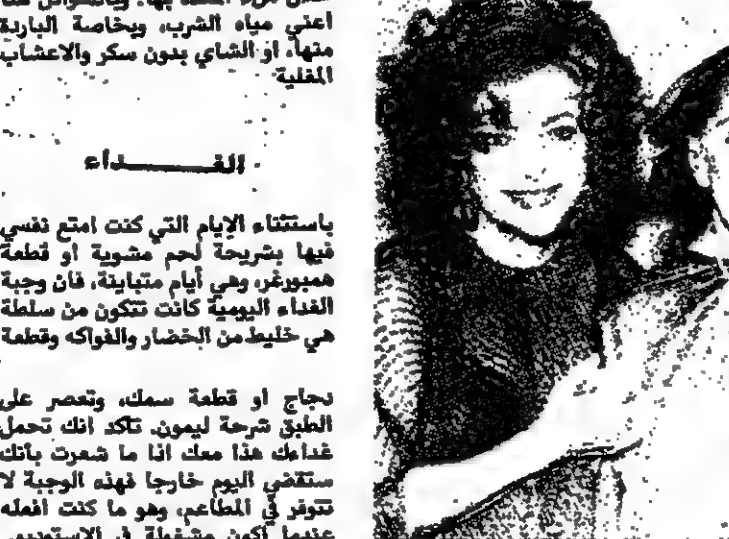 اعني مياه الشرب، وبخاصة الباردة
منها، او الشاي بدون سكر والاعشاب
المغلية
الغـــــداء
باستثناء الايام التي كنت امتع نفسي
فيها بشريحة لحم مشوية او قطعة
همبورغر، وهي أيام متباينة، فان وجبة
الغداء اليومية كانت تتكون من سلطة
هي خليط من الخضار والفواكه وقطعة
دجاج او قطعة سمك، وتعصر على
الطبق شرحة ليمون. تأكد انك تحمل
غداءك هذا معك اذا ما شعرت بأنك
ستقضي اليوم خارجا فهذه الوجبة لا
تتوفر في المطاعم، وهو ما كنت افعله
عندما أكون مشغولة في الاستوديو.